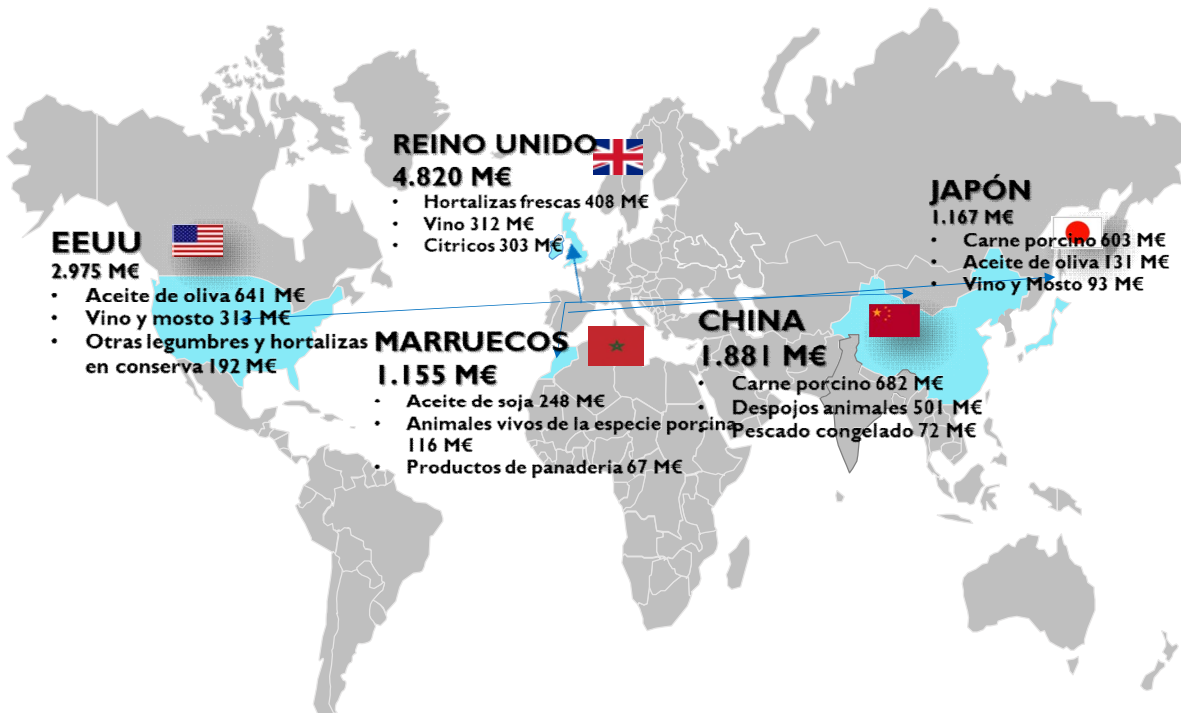 REINO UNIDO
4.820 M€
• Hortalizas frescas 408 M€
• Vino 312 M€
• Citricos 303 M€
JAPÓN
1.167 M€
• Carne porcino 603 M€
• Aceite de oliva 131 M€
• Vino y Mosto 93 M€
EEUU
2.975 M€
• Aceite de oliva 641 M€
• Vino y mosto 313 M€
• Otras legumbres y hortalizas
en conserva 192 M€
MARRUECOS
1.155 M€
• Aceite de soja 248 M€
• Animales vivos de la especie porcina
116 M€
• Productos de panaderia 67 M€
CHINA
1.881 M€
• Carne porcino 682 M€
• Despojos animales 501 M€
• Pescado congelado 72 M€